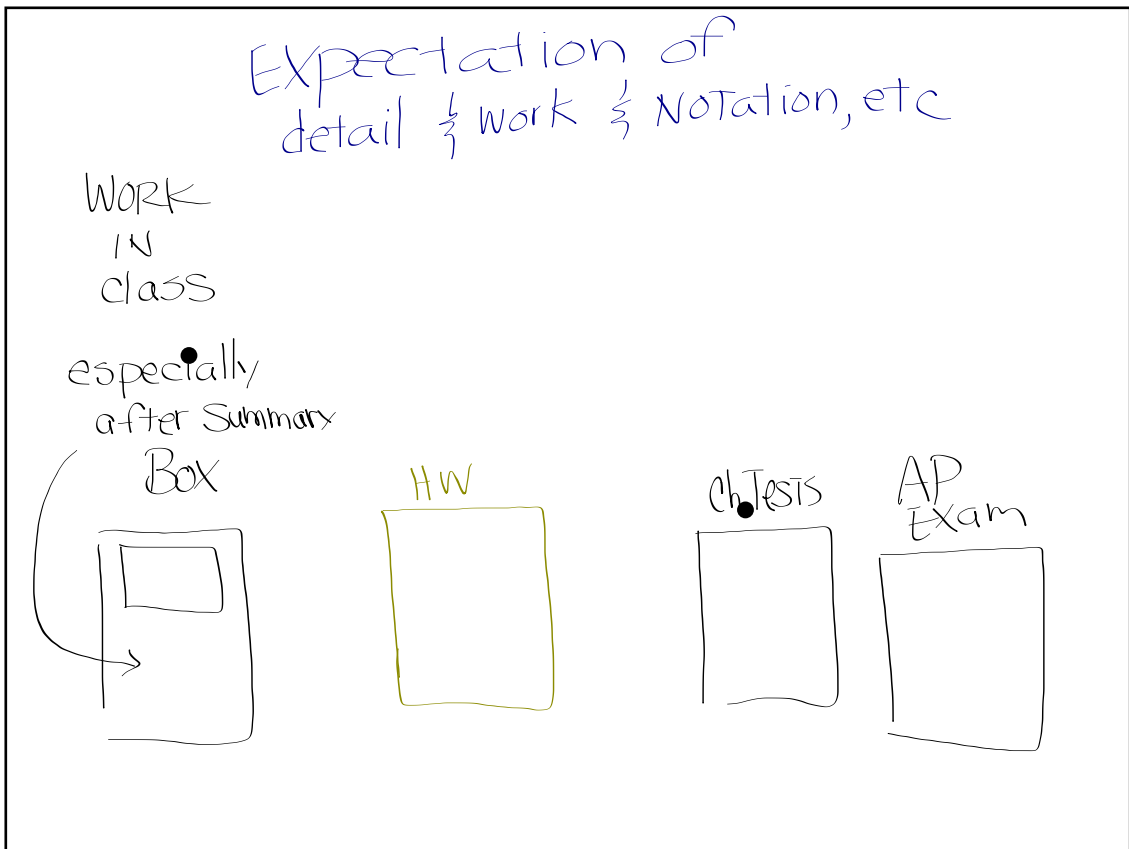 Expectation of
detail & work & NoTation, etc
WORK
IN
class
especially
after Summary
Box
HW
Ch. Tests
AP
Exam